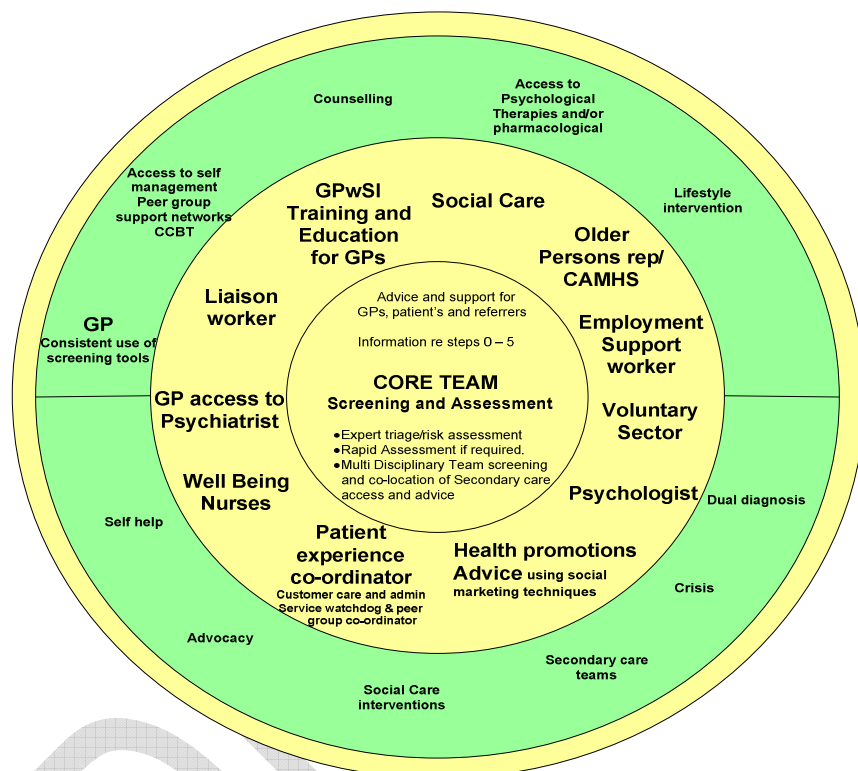 Counselling
Access to
Psychological
Therapies and/or
pharmacological
Access to self
management
Peer group
support networks
CCBT
Lifestyle
intervention
GP
Consistent use of
screening tools
GPwSI
Training and
Education
for GPs
Social Care
Older
Persons rep/
CAMHS
Liaison
worker
Employment
Support
worker
GP access to
Psychiatrist
Voluntary
Sector
Well Being
Nurses
Psychologist
Patient
experience
co-ordinator
Customer care and admin
Service watchdog & peer
group co-ordinator
Health promotions
Advice using social
marketing techniques
Advice and support for
GPs, patient's and referrers
Information re steps 0 – 5
CORE TEAM
Screening and Assessment
●Expert triage/risk assessment
●Rapid Assessment if required.
●Multi Disciplinary Team screening
and co-location of Secondary care
access and advice
Self help
Dual diagnosis
Crisis
Advocacy
Secondary care
teams
Social Care
interventions